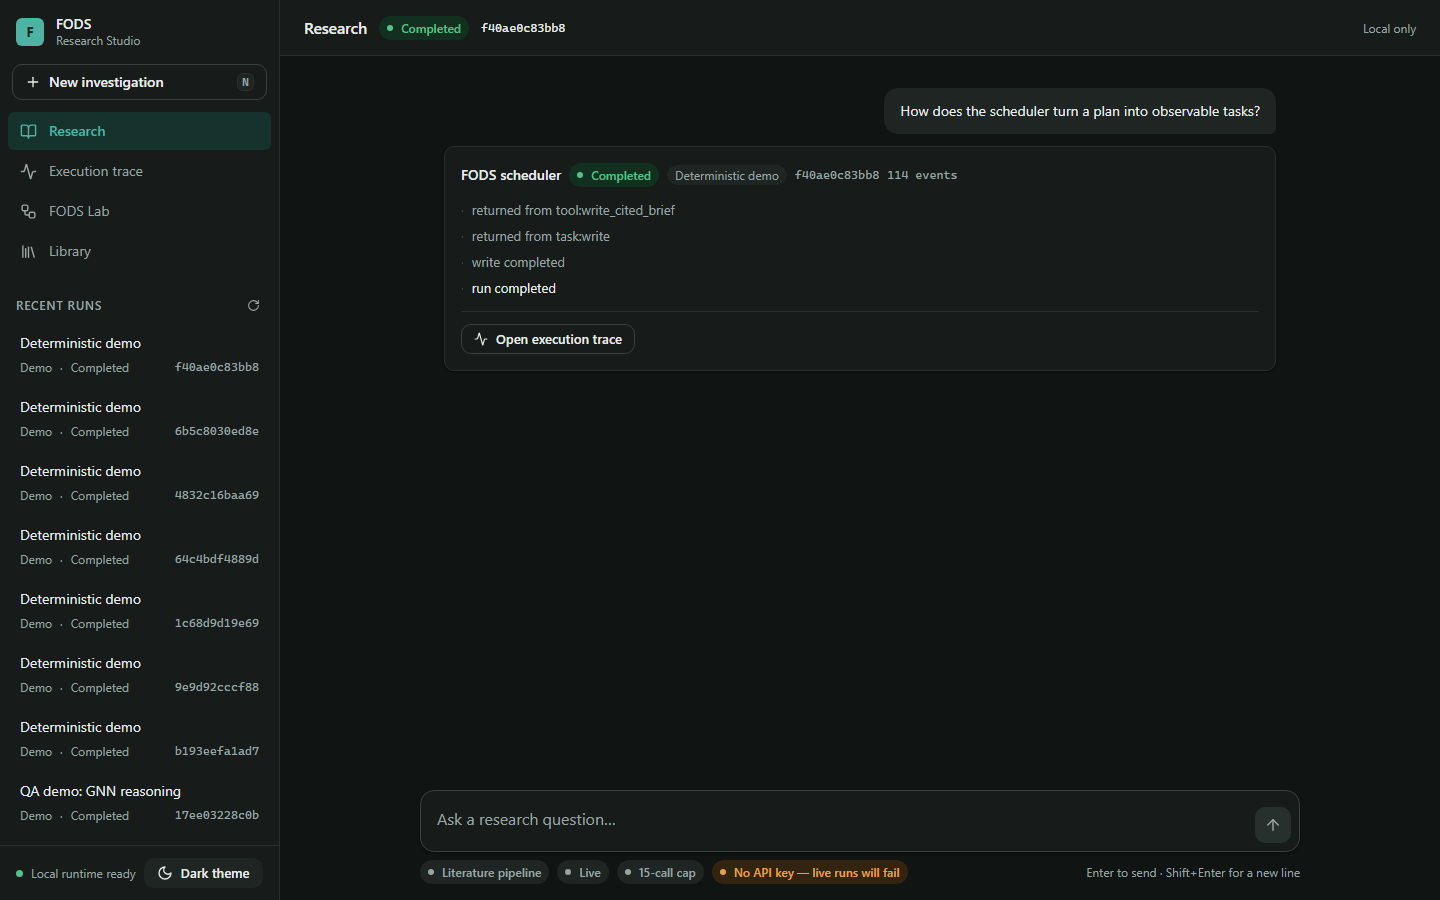 F
FODS
Research Studio
New investigation N
Research
Execution trace
FODS Lab
Library
RECENT RUNS
Deterministic demo
Demo · Completed f40ae0c83bb8
Deterministic demo
Demo · Completed 6b5c8030ed8e
Deterministic demo
Demo · Completed 4832c16baa69
Deterministic demo
Demo · Completed 64c4bdf4889d
Deterministic demo
Demo · Completed 1c68d9d19e69
Deterministic demo
Demo · Completed 9e9d92cccf88
Deterministic demo
Demo · Completed b193eefa1ad7
QA demo: GNN reasoning
Demo · Completed 17ee03228c0b
Local runtime ready Dark theme
Research Completed f40ae0c83bb8 Local only
How does the scheduler turn a plan into observable tasks?
FODS scheduler Completed Deterministic demo f40ae0c83bb8 114 events
· returned from tool:write_cited_brief
· returned from task:write
· write completed
· run completed
Open execution trace
Ask a research question...
Literature pipeline Live 15-call cap No API key — live runs will fail Enter to send · Shift+Enter for a new line